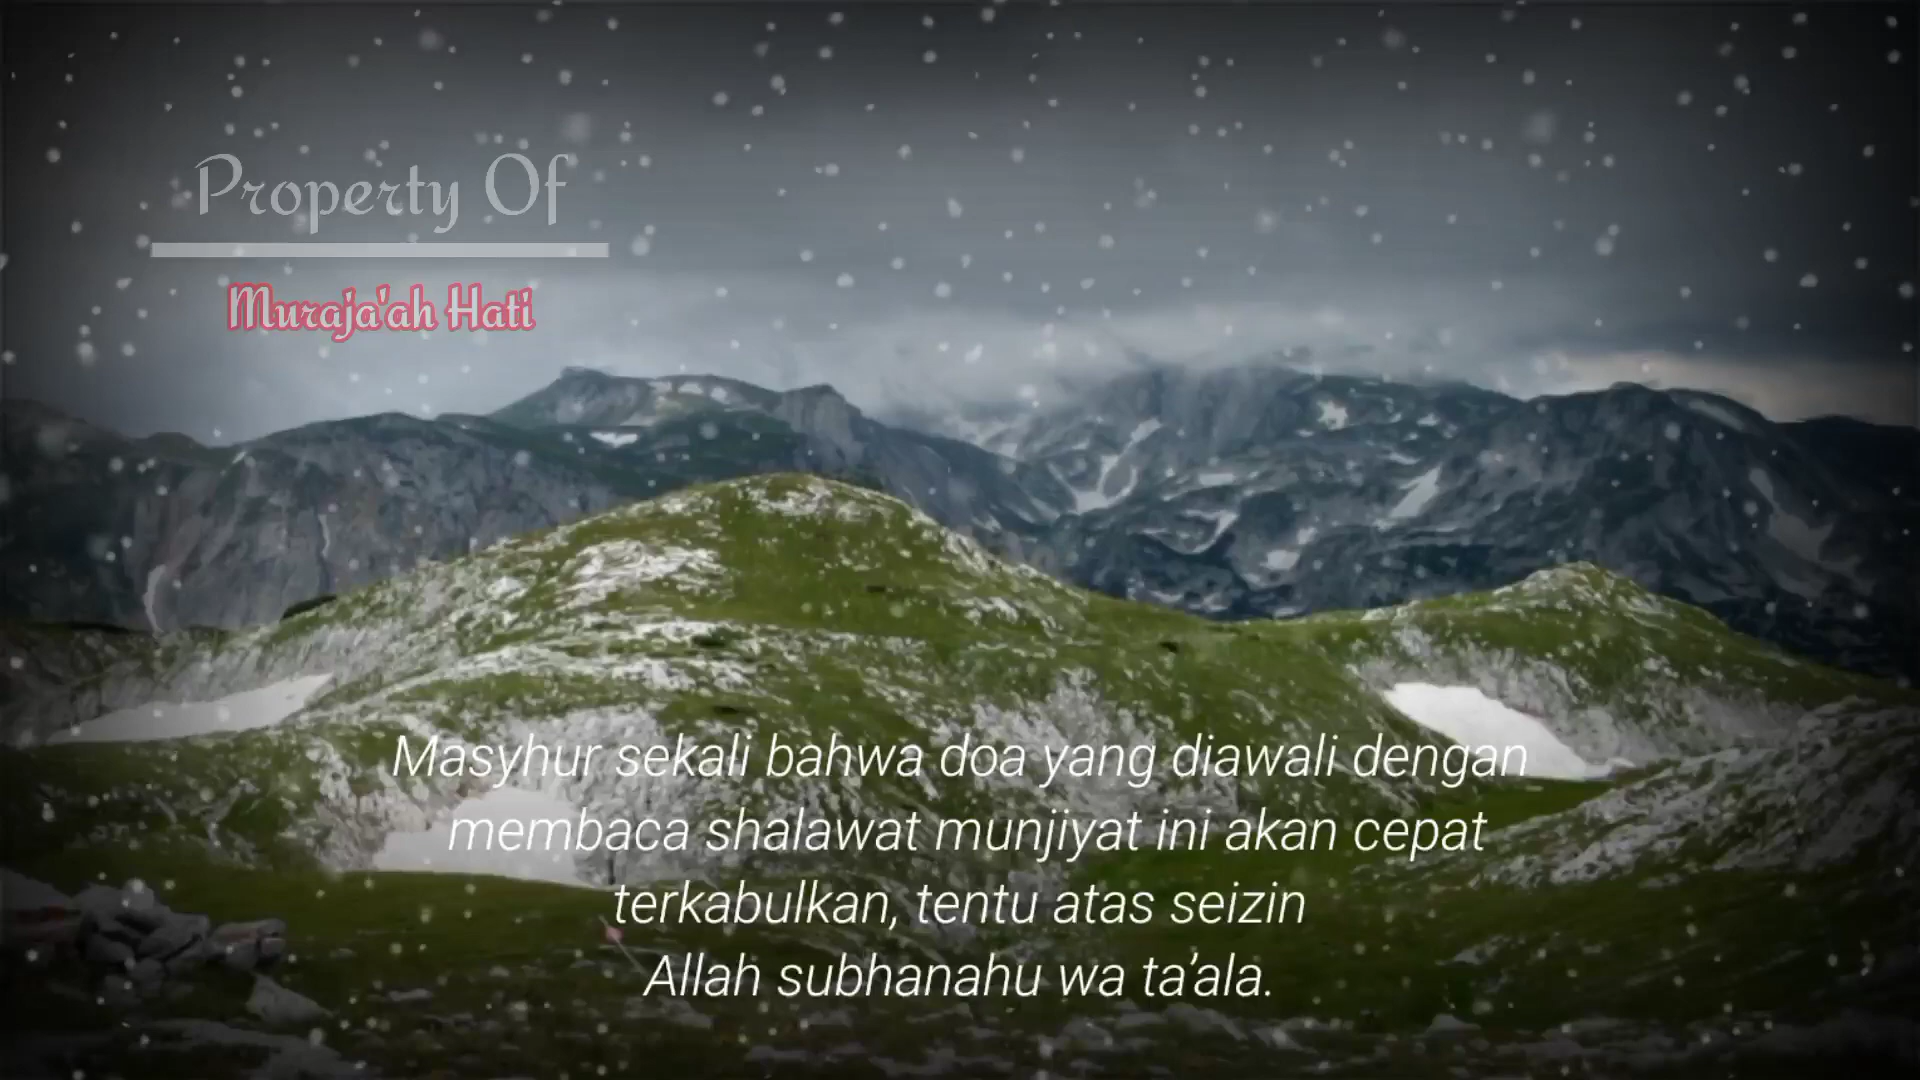 Property Of
Muraja'ah Hati
Masyhur sekali bahwa doa yang diawali dengan
membaca shalawat munjiyat ini akan cepat
terkabulkan, tentu atas seizin
Allah subhanahu wa ta’ala.